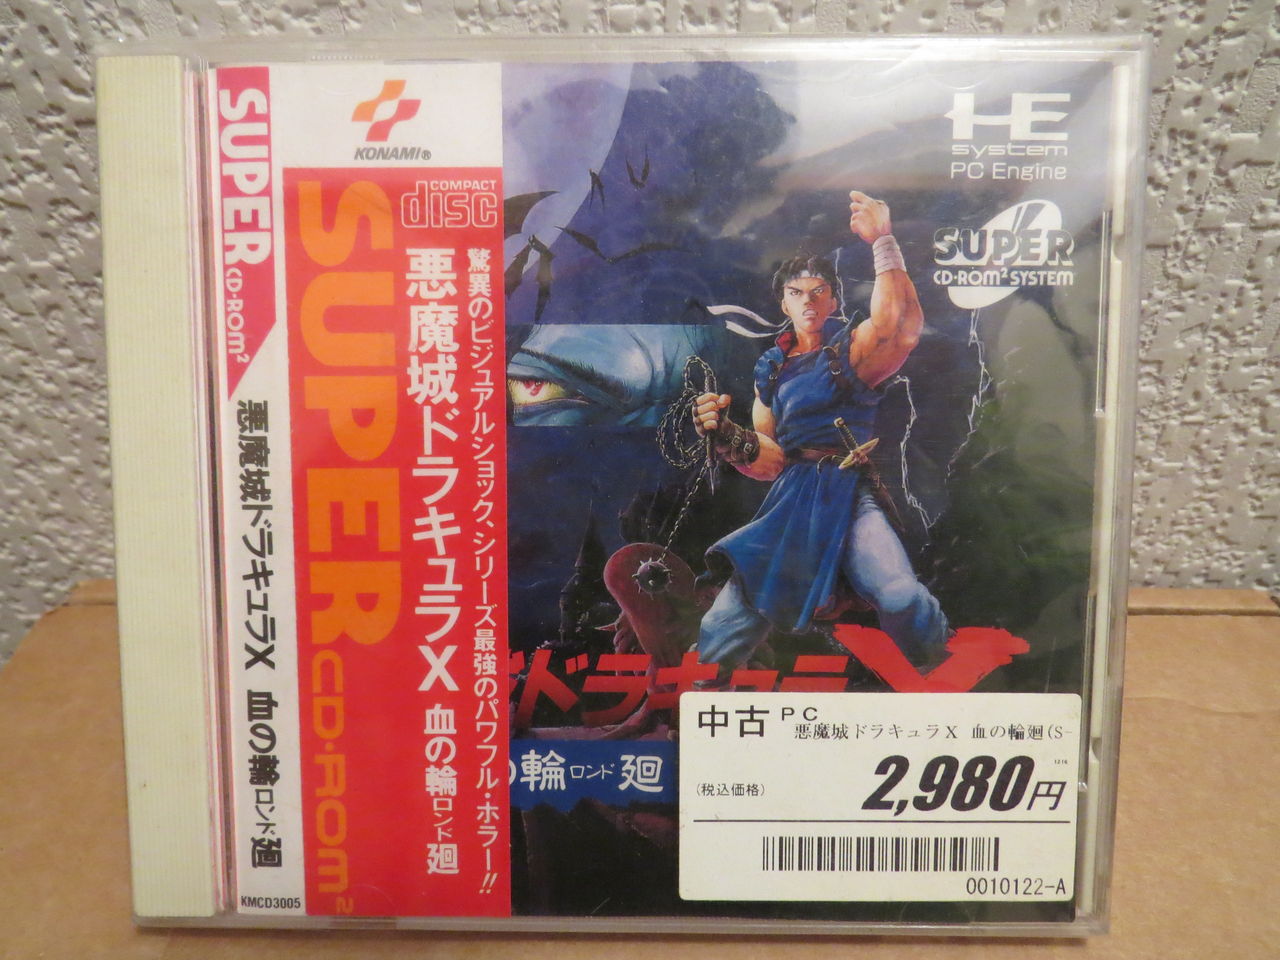 SUPER
CD-ROM²
悪魔城ドラキュラX 血の輪ロンド廻
KMCD3005
KONAMI®
COMPACT
disc
SUPER CD-ROM²
驚異のビジュアルショック、シリーズ最強のパワフル・ホラー!!
悪魔城ドラキュラX 血の輪ロンド廻
HE
system
PC Engine
SUPER
CD-ROM² SYSTEM
ドラキュラX
の輪ロンド廻
中古 PC
悪魔城ドラキュラX 血の輪廻(S-
1216
(税込価格) 2,980円
0010122-A